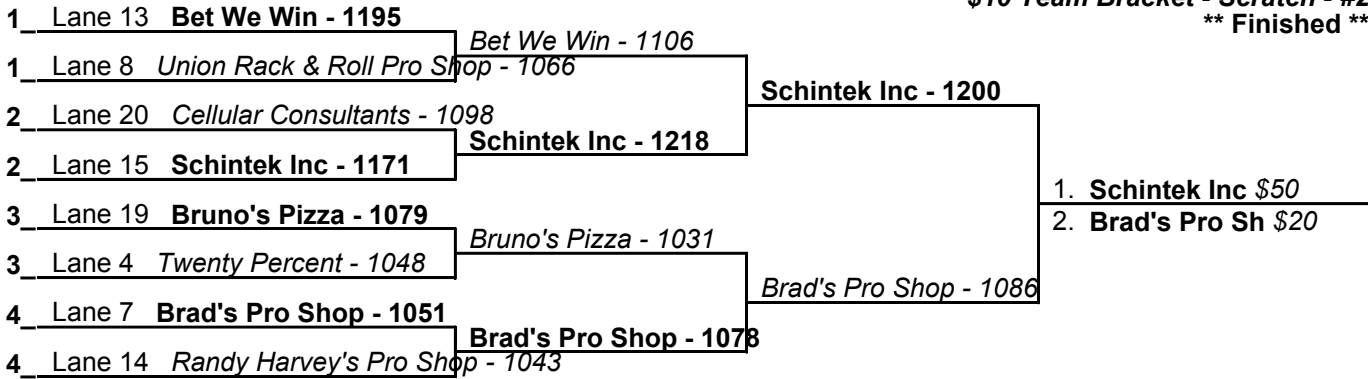 $10 Team Bracket - Scratch - #2
** Finished **
1_ Lane 13 Bet We Win - 1195
Bet We Win - 1106
1_ Lane 8 Union Rack & Roll Pro Shop - 1066
Schintek Inc - 1200
2_ Lane 20 Cellular Consultants - 1098
Schintek Inc - 1218
2_ Lane 15 Schintek Inc - 1171
1. Schintek Inc $50
3_ Lane 19 Bruno's Pizza - 1079
2. Brad's Pro Sh $20
Bruno's Pizza - 1031
3_ Lane 4 Twenty Percent - 1048
Brad's Pro Shop - 1086
4_ Lane 7 Brad's Pro Shop - 1051
Brad's Pro Shop - 1078
4_ Lane 14 Randy Harvey's Pro Shop - 1043